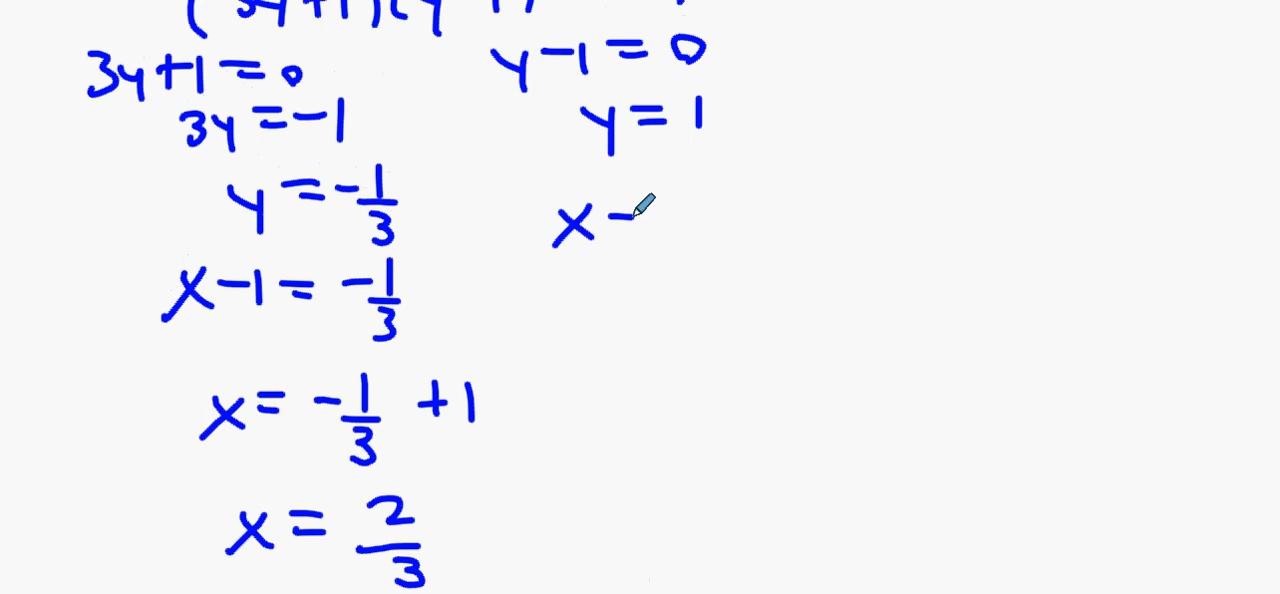 3y+1=0
3y=-1
y=-1/3
x-1=-1/3
x=-1/3+1
x=2/3
y-1=0
y=1
x-